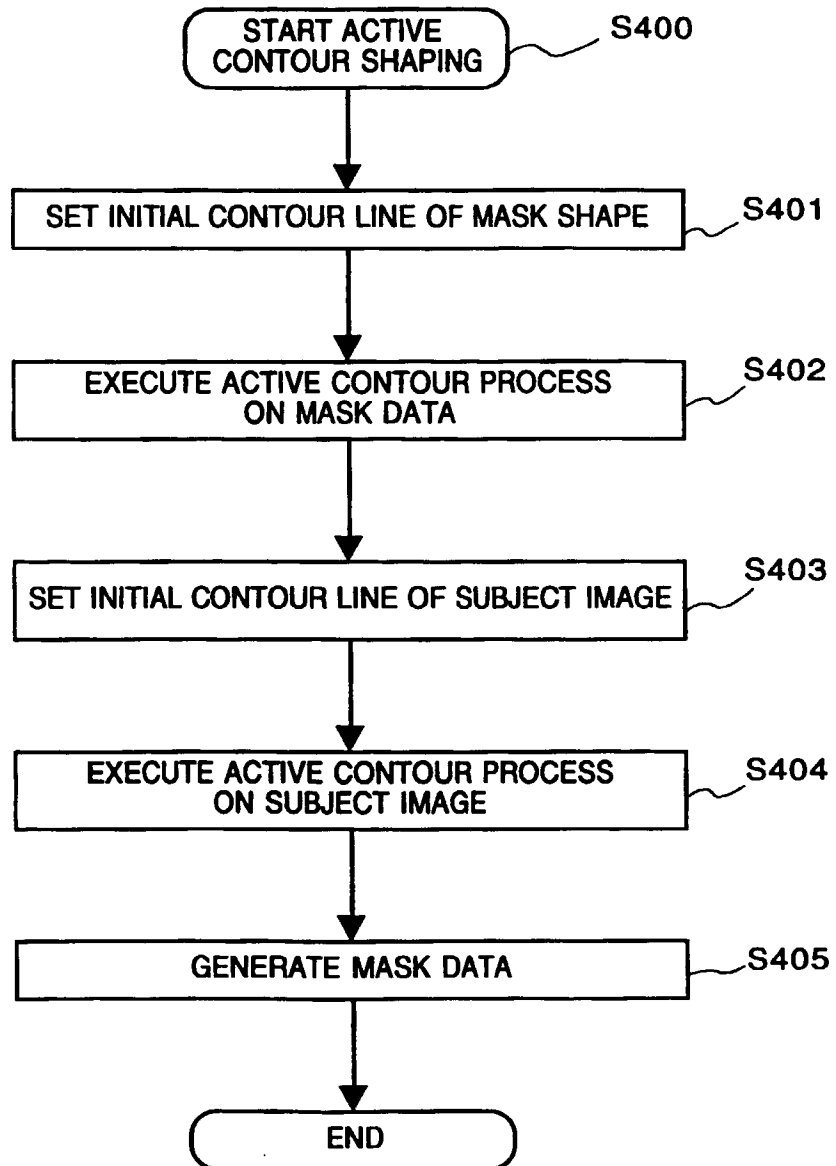 START ACTIVE
CONTOUR SHAPING
S400
SET INITIAL CONTOUR LINE OF MASK SHAPE
S401
EXECUTE ACTIVE CONTOUR PROCESS
ON MASK DATA
S402
SET INITIAL CONTOUR LINE OF SUBJECT IMAGE
S403
EXECUTE ACTIVE CONTOUR PROCESS
ON SUBJECT IMAGE
S404
GENERATE MASK DATA
S405
END